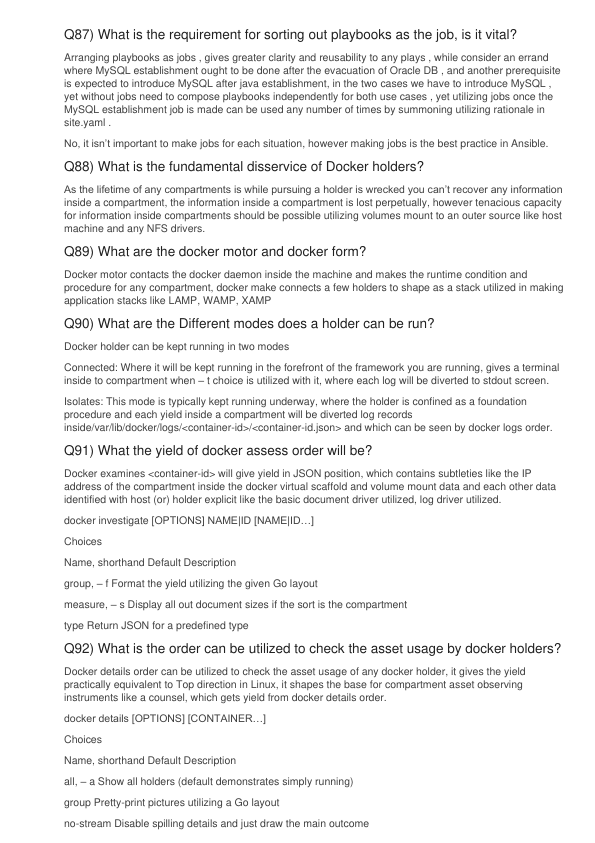 Q87) What is the requirement for sorting out playbooks as the job, is it vital?
Arranging playbooks as jobs , gives greater clarity and reusability to any plays , while consider an errand
where MySQL establishment ought to be done after the evacuation of Oracle DB , and another prerequisite
is expected to introduce MySQL after java establishment, in the two cases we have to introduce MySQL ,
yet without jobs need to compose playbooks independently for both use cases , yet utilizing jobs once the
MySQL establishment job is made can be used any number of times by summoning utilizing rationale in
site.yaml .
No, it isn't important to make jobs for each situation, however making jobs is the best practice in Ansible.
Q88) What is the fundamental disservice of Docker holders?
As the lifetime of any compartments is while pursuing a holder is wrecked you can't recover any information
inside a compartment, the information inside a compartment is lost perpetually, however tenacious capacity
for information inside compartments should be possible utilizing volumes mount to an outer source like host
machine and any NFS drivers.
Q89) What are the docker motor and docker form?
Docker motor contacts the docker daemon inside the machine and makes the runtime condition and
procedure for any compartment, docker make connects a few holders to shape as a stack utilized in making
application stacks like LAMP, WAMP, XAMP
Q90) What are the Different modes does a holder can be run?
Docker holder can be kept running in two modes
Connected: Where it will be kept running in the forefront of the framework you are running, gives a terminal
inside to compartment when – t choice is utilized with it, where each log will be diverted to stdout screen.
Isolates: This mode is typically kept running underway, where the holder is confined as a foundation
procedure and each yield inside a compartment will be diverted log records
inside/var/lib/docker/logs/<container-id>/<container-id.json> and which can be seen by docker logs order.
Q91) What the yield of docker assess order will be?
Docker examines <container-id> will give yield in JSON position, which contains subtleties like the IP
address of the compartment inside the docker virtual scaffold and volume mount data and each other data
identified with host (or) holder explicit like the basic document driver utilized, log driver utilized.
docker investigate [OPTIONS] NAME|ID [NAME|ID…]
Choices
Name, shorthand Default Description
group, – f Format the yield utilizing the given Go layout
measure, – s Display all out document sizes if the sort is the compartment
type Return JSON for a predefined type
Q92) What is the order can be utilized to check the asset usage by docker holders?
Docker details order can be utilized to check the asset usage of any docker holder, it gives the yield
practically equivalent to Top direction in Linux, it shapes the base for compartment asset observing
instruments like a counsel, which gets yield from docker details order.
docker details [OPTIONS] [CONTAINER…]
Choices
Name, shorthand Default Description
all, – a Show all holders (default demonstrates simply running)
group Pretty-print pictures utilizing a Go layout
no-stream Disable spilling details and just draw the main outcome